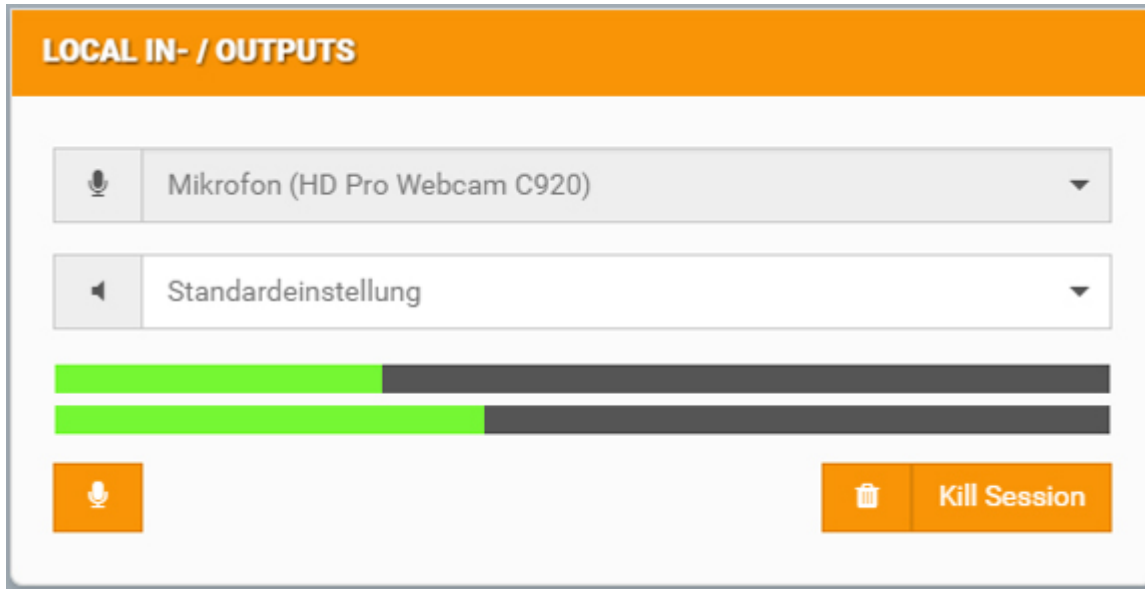 LOCAL IN- / OUTPUTS
Mikrofon (HD Pro Webcam C920)
Standardeinstellung
Kill Session